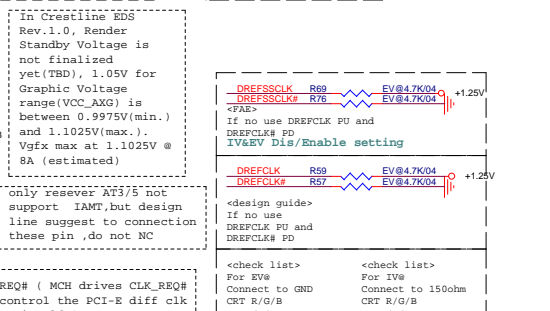 In Crestline EDS
Rev.1.0, Render
Standby Voltage is
not finalized
yet(TBD), 1.05V for
Graphic Voltage
range(VCC_AXG) is
between 0.9975V(min.)
and 1.1025V(max.).
Vgfx max at 1.1025V @
8A (estimated)
only resever AT3/5 not
support IAMT,but design
line suggest to connection
these pin ,do not NC
REQ# ( MCH drives CLK_REQ#
control the PCI-E diff clk
DREFSSCLK R69 EV@4.7K/04 +1.25V
DREFSSCLK# R76 EV@4.7K/04
<FAE>
If no use DREFCLK PU and
DREFCLK# PD
IV&EV Dis/Enable setting
DREFCLK R59 EV@4.7K/04 +1.25V
DREFCLK# R57 EV@4.7K/04
<design guide>
If no use
DREFCLK PU and
DREFCLK# PD
<check list>
For EV@
Connect to GND
CRT R/G/B
<check list>
For IV@
Connect to 150ohm
CRT R/G/B